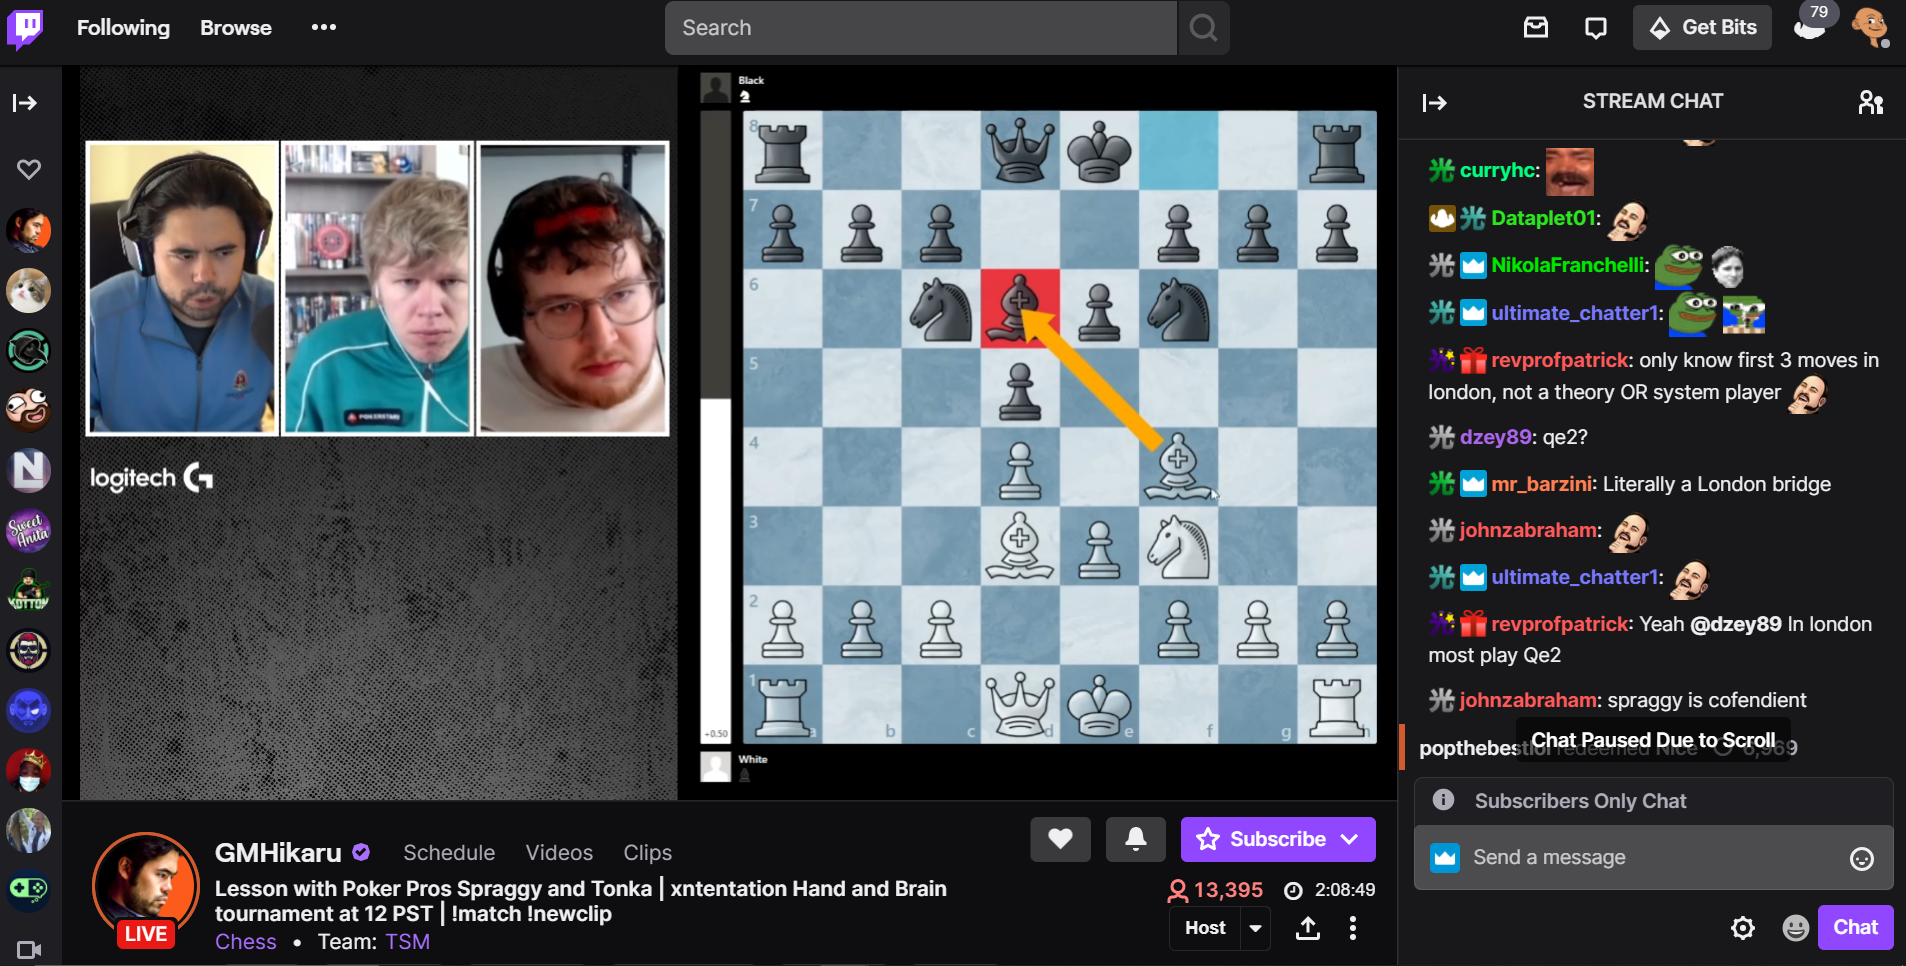 Following
Browse
Search
Get Bits
79
Black
8
7
6
5
4
3
2
1
a
b
c
d
e
f
g
h
+0.50
White
logitech G
POKERSTARS
N
Sweet
Anita
KOTTON
STREAM CHAT
curryhc:
Dataplet01:
NikolaFranchelli:
ultimate_chatter1:
revprofpatrick: only know first 3 moves in
london, not a theory OR system player
dzey89: qe2?
mr_barzini: Literally a London bridge
johnzabraham:
ultimate_chatter1:
revprofpatrick: Yeah @dzey89 In london
most play Qe2
光 johnzabraham: spraggy is cofendient
Chat Paused Due to Scroll
Subscribers Only Chat
Send a message
Chat
GMHikaru
Schedule
Videos
Clips
Subscribe
Lesson with Poker Pros Spraggy and Tonka | xntentation Hand and Brain
tournament at 12 PST | !match !newclip
LIVE
Chess • Team: TSM
13,395
2:08:49
Host